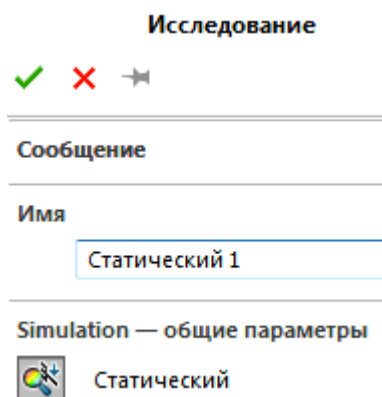 Исследование
Сообщение
Имя
Статический 1
Simulation — общие параметры
Статический